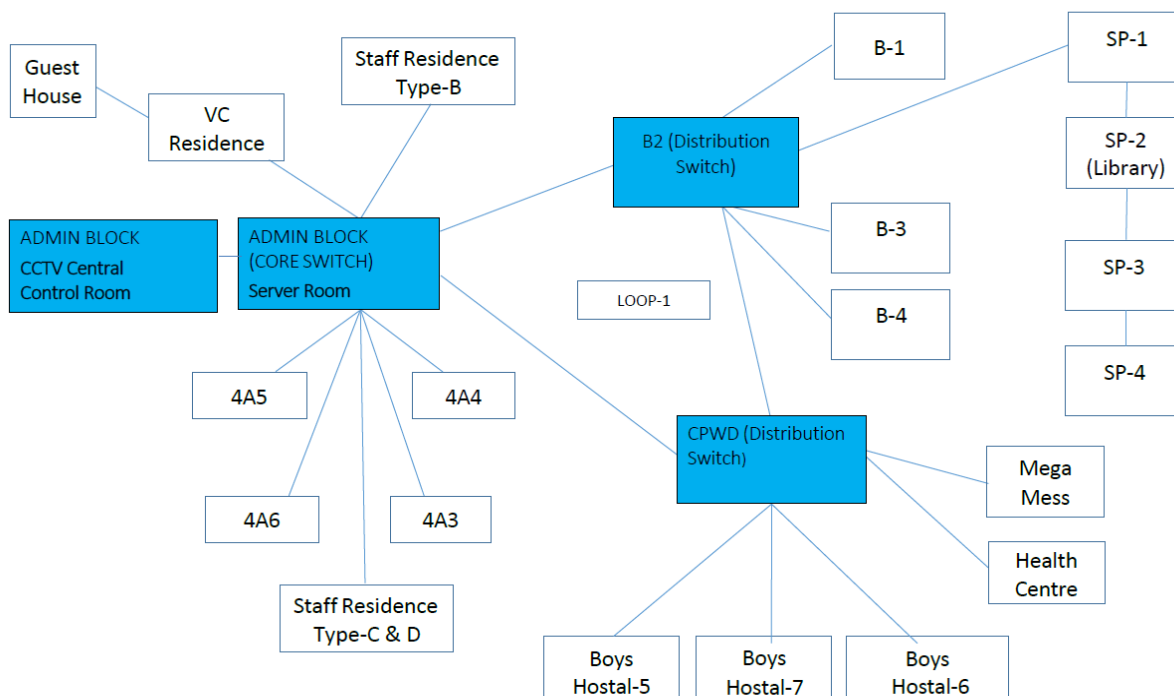 Guest
House
VC
Residence
Staff Residence
Type-B
B-1
SP-1
B2 (Distribution
Switch)
SP-2
(Library)
ADMIN BLOCK
CCTV Central
Control Room
ADMIN BLOCK
(CORE SWITCH)
Server Room
B-3
SP-3
LOOP-1
B-4
4A5
4A4
SP-4
CPWD (Distribution
Switch)
Mega
Mess
4A6
4A3
Health
Centre
Staff Residence
Type-C & D
Boys
Hostal-5
Boys
Hostal-7
Boys
Hostal-6